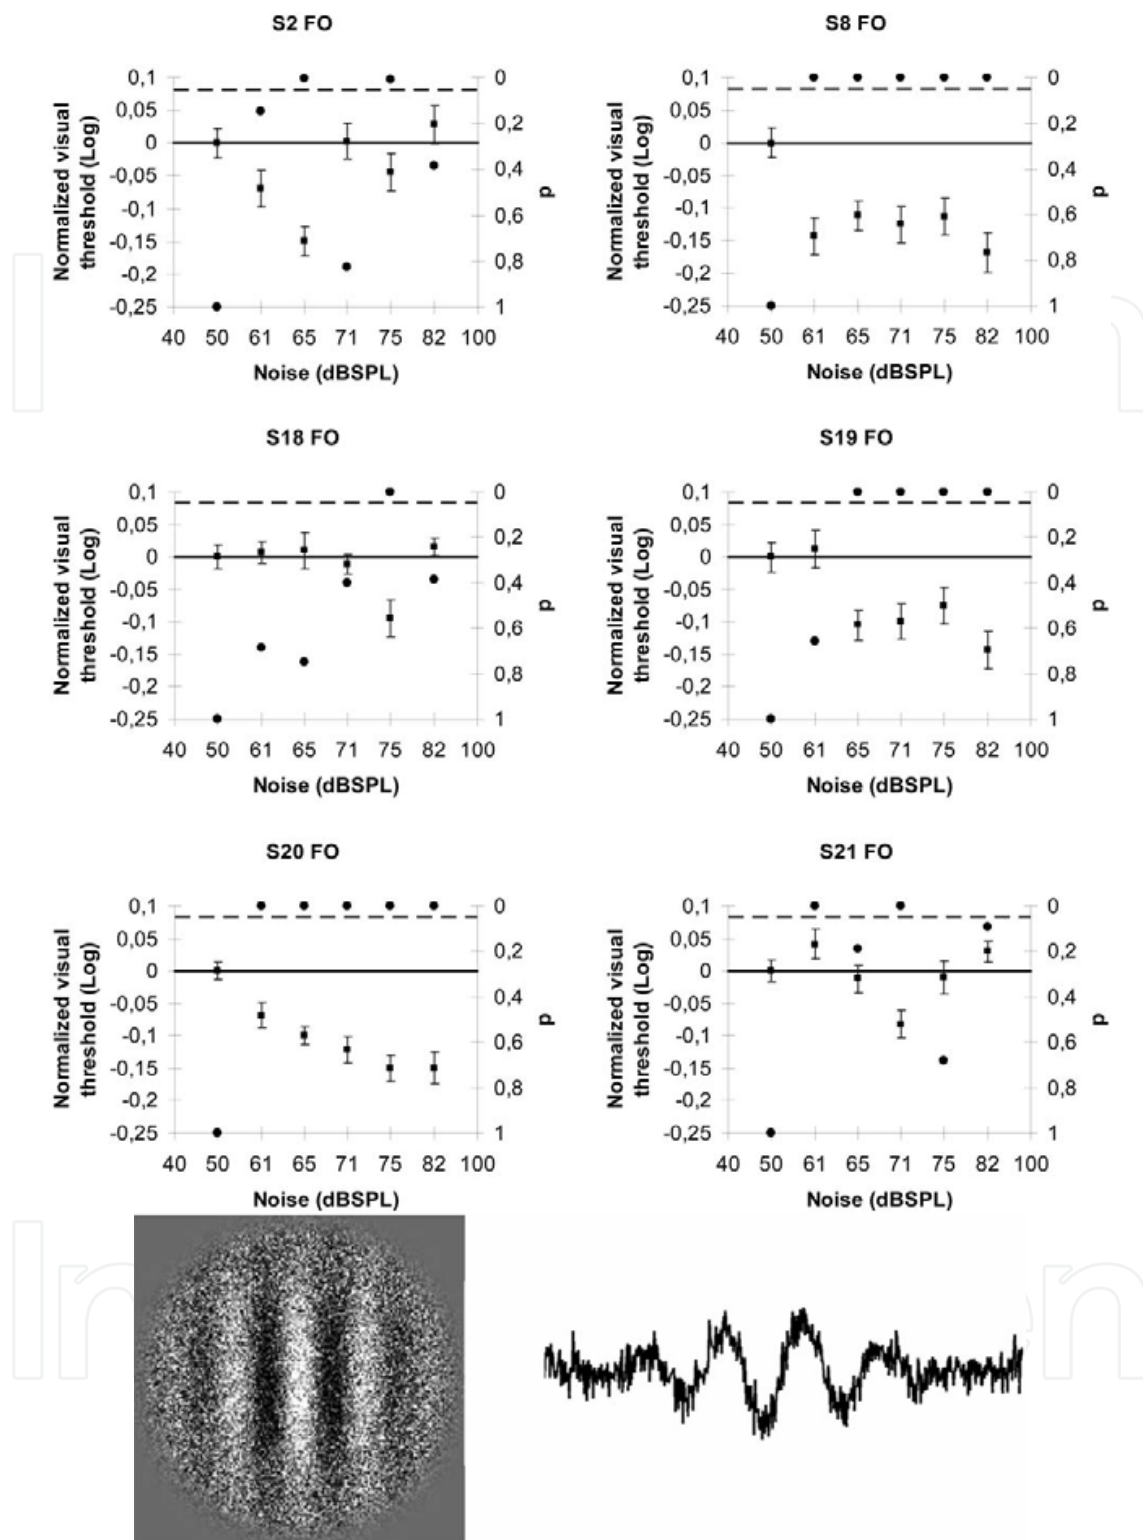 S2 FO
S8 FO
Normalized visual
threshold (Log)
0,1
0,05
0
-0,05
-0,1
-0,15
-0,2
-0,25
0
0,2
0,4
0,6
0,8
1
p
40 50 61 65 71 75 82 100
Noise (dBSPL)
Normalized visual
threshold (Log)
0,1
0,05
0
-0,05
-0,1
-0,15
-0,2
-0,25
0
0,2
0,4
0,6
0,8
1
p
40 50 61 65 71 75 82 100
Noise (dBSPL)
S18 FO
S19 FO
Normalized visual
threshold (Log)
0,1
0,05
0
-0,05
-0,1
-0,15
-0,2
-0,25
0
0,2
0,4
0,6
0,8
1
p
40 50 61 65 71 75 82 100
Noise (dBSPL)
Normalized visual
threshold (Log)
0,1
0,05
0
-0,05
-0,1
-0,15
-0,2
-0,25
0
0,2
0,4
0,6
0,8
1
p
40 50 61 65 71 75 82 100
Noise (dBSPL)
S20 FO
S21 FO
Normalized visual
threshold (Log)
0,1
0,05
0
-0,05
-0,1
-0,15
-0,2
-0,25
0
0,2
0,4
0,6
0,8
1
p
40 50 61 65 71 75 82 100
Noise (dBSPL)
Normalized visual
threshold (Log)
0,1
0,05
0
-0,05
-0,1
-0,15
-0,2
-0,25
0
0,2
0,4
0,6
0,8
1
p
40 50 61 65 71 75 82 100
Noise (dBSPL)